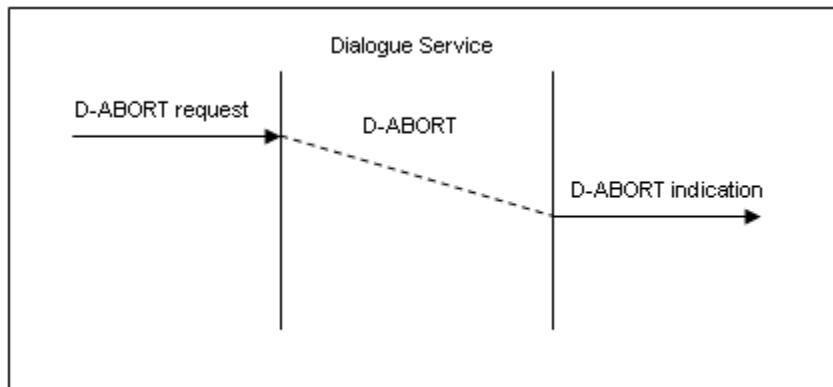 Dialogue Service
D-ABORT request
D-ABORT
D-ABORT indication